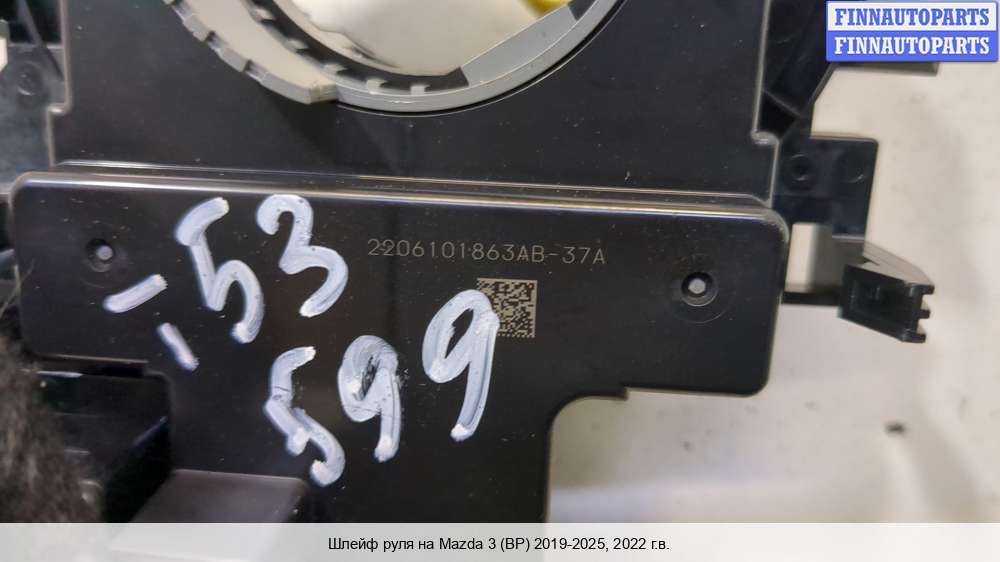 FINNAUTOPARTS
FINNAUTOPARTS
2206101863AB-37A
-53
-599
Шлейф руля на Mazda 3 (BP) 2019-2025, 2022 г.в.